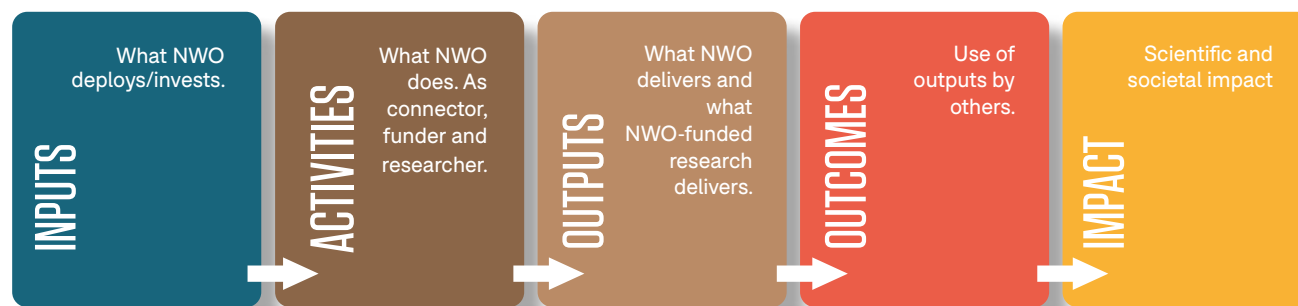 INPUTS
What NWO
deploys/invests.
ACTIVITIES
What NWO
does. As
connector,
funder and
researcher.
OUTPUTS
What NWO
delivers and
what
NWO-funded
research
delivers.
OUTCOMES
Use of
outputs by
others.
IMPACT
Scientific and
societal impact